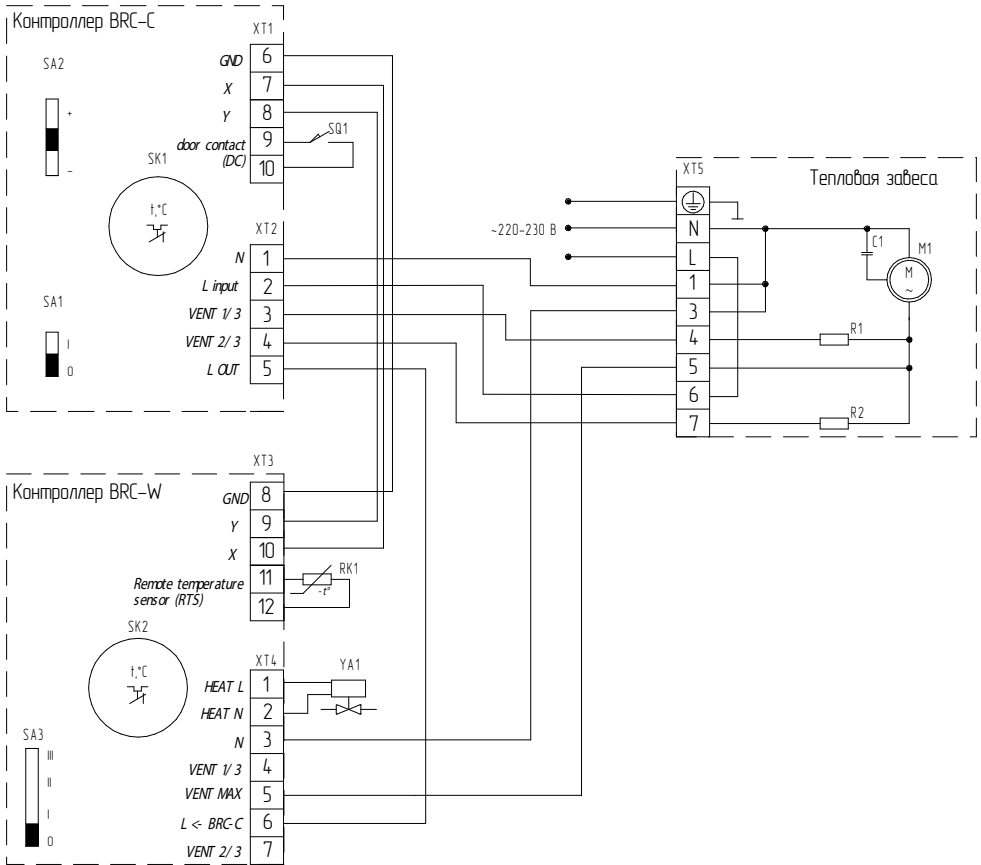 Контроллер BRC-C
XT1
SA2
+
-
GND 6
X 7
Y 8
door contact
(DC)
9
10
SQ1
SK1
t,°C
XT2
N 1
L input 2
VENT 1/3 3
VENT 2/3 4
L OUT 5
SA1
I
0
XT5
Тепловая завеса
~220-230 В
N
L
1
3
4
5
6
7
C1
M1
M
~
R1
R2
XT3
Контроллер BRC-W
GND 8
Y 9
X 10
Remote temperature
sensor (RTS)
11
12
RK1
-t°
SK2
t,°C
XT4
YA1
HEAT L 1
HEAT N 2
N 3
VENT 1/3 4
VENT MAX 5
L <- BRC-C 6
VENT 2/3 7
SA3
III
II
I
0